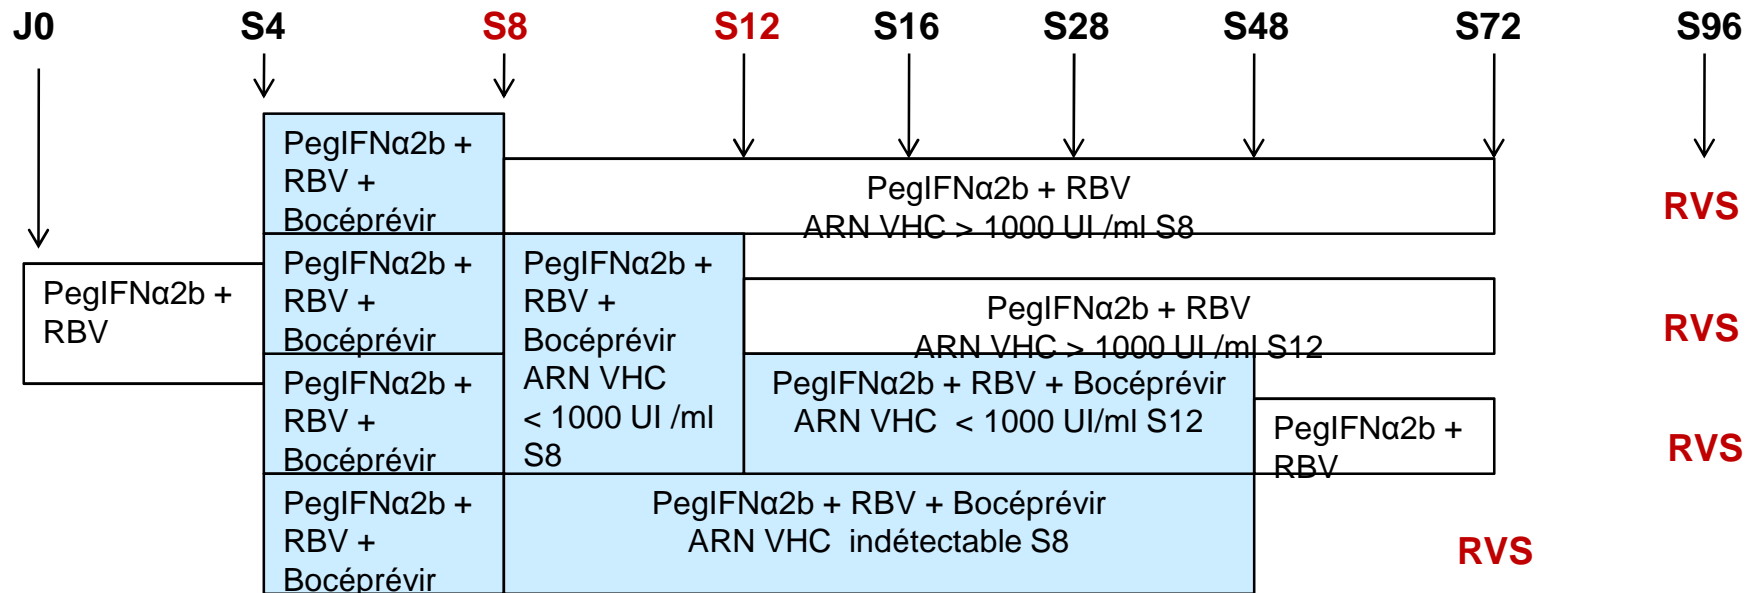 J0 S4 S8 S12 S16 S28 S48 S72 S96
PegIFNα2b +
RBV +
Bocéprévir
PegIFNα2b + RBV
ARN VHC > 1000 UI /ml S8
RVS
PegIFNα2b +
RBV
PegIFNα2b +
RBV +
Bocéprévir
PegIFNα2b +
RBV +
Bocéprévir
ARN VHC
< 1000 UI /ml
S8
PegIFNα2b + RBV
ARN VHC > 1000 UI /ml S12
RVS
PegIFNα2b +
RBV +
Bocéprévir
PegIFNα2b + RBV + Bocéprévir
ARN VHC < 1000 UI/ml S12
PegIFNα2b +
RBV
RVS
PegIFNα2b +
RBV +
Bocéprévir
PegIFNα2b + RBV + Bocéprévir
ARN VHC indétectable S8
RVS